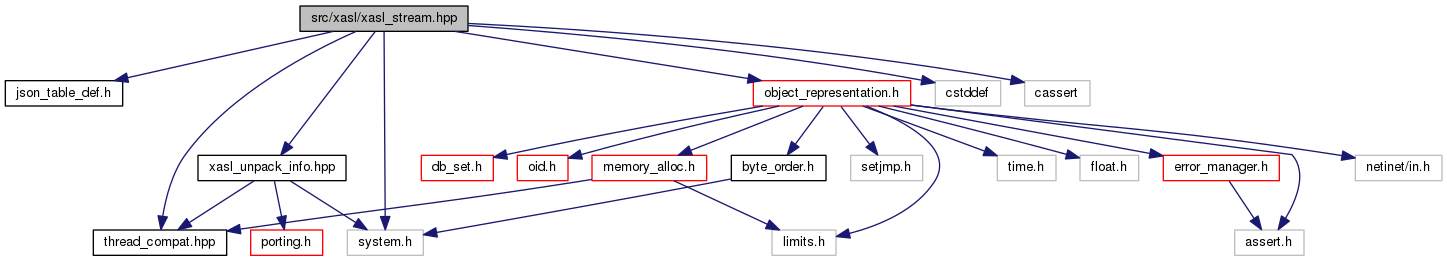 src/xasl/xasl_stream.hpp
json_table_def.h
object_representation.h
cstddef
cassert
xasl_unpack_info.hpp
db_set.h
oid.h
memory_alloc.h
byte_order.h
setjmp.h
time.h
float.h
error_manager.h
netinet/in.h
thread_compat.hpp
porting.h
system.h
limits.h
assert.h